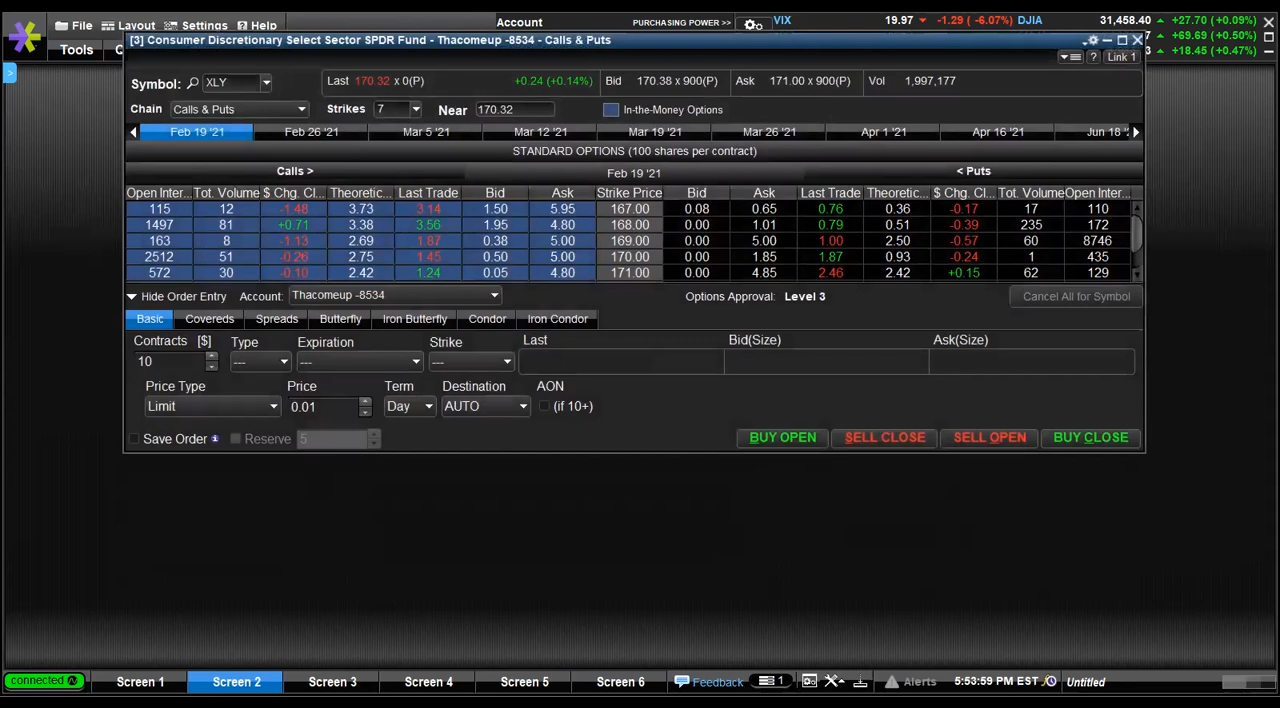 File Layout Settings Help Account PURCHASING POWER >> VIX 19.97 -1.29 ( -6.07%) DJIA 31,458.40 +27.70 (+0.09%)
+69.69 (+0.50%)
+18.45 (+0.47%)
Tools
[3] Consumer Discretionary Select Sector SPDR Fund - Thacomeup -8534 - Calls & Puts
? Link 1
Symbol: XLY Last 170.32 x 0(P) +0.24 (+0.14%) Bid 170.38 x 900(P) Ask 171.00 x 900(P) Vol 1,997,177
Chain Calls & Puts Strikes 7 Near 170.32 In-the-Money Options
Feb 19 '21 Feb 26 '21 Mar 5 '21 Mar 12 '21 Mar 19 '21 Mar 26 '21 Apr 1 '21 Apr 16 '21 Jun 18 '2
STANDARD OPTIONS (100 shares per contract)
Calls > Feb 19 '21 < Puts
Open Inter... Tot. Volume $ Chg. Cl... Theoretic... Last Trade Bid Ask Strike Price Bid Ask Last Trade Theoretic... $ Chg. Cl... Tot. Volume Open Inter...
115 12 -1.48 3.73 3.14 1.50 5.95 167.00 0.08 0.65 0.76 0.36 -0.17 17 110
1497 81 +0.71 3.38 3.56 1.95 4.80 168.00 0.00 1.01 0.79 0.51 -0.39 235 172
163 8 -1.13 2.69 1.87 0.38 5.00 169.00 0.00 5.00 1.00 2.50 -0.57 60 8746
2512 51 -0.26 2.75 1.45 0.50 5.00 170.00 0.00 1.85 1.87 0.93 -0.24 1 435
572 30 -0.10 2.42 1.24 0.05 4.80 171.00 0.00 4.85 2.46 2.42 +0.15 62 129
Hide Order Entry Account: Thacomeup -8534 Options Approval: Level 3 Cancel All for Symbol
Basic Covereds Spreads Butterfly Iron Butterfly Condor Iron Condor
Contracts [$] Type Expiration Strike Last Bid(Size) Ask(Size)
10 --- --- ---
Price Type Price Term Destination AON
Limit 0.01 Day AUTO (if 10+)
Save Order Reserve 5 BUY OPEN SELL CLOSE SELL OPEN BUY CLOSE
connected Screen 1 Screen 2 Screen 3 Screen 4 Screen 5 Screen 6 Feedback 1 Alerts 5:53:59 PM EST Untitled